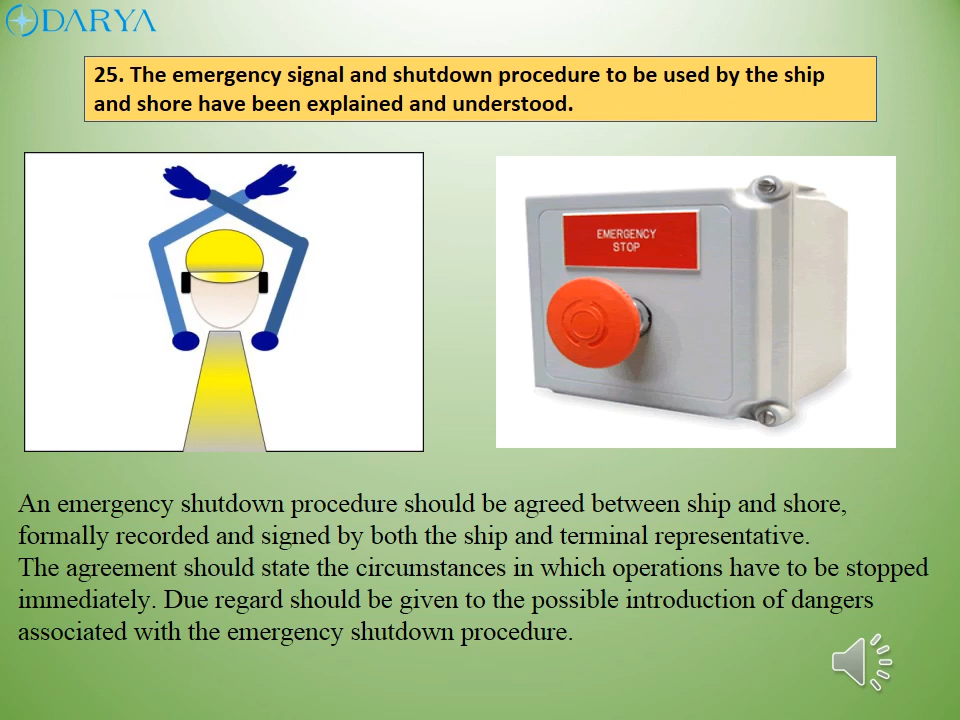 DARYA
25. The emergency signal and shutdown procedure to be used by the ship
and shore have been explained and understood.
EMERGENCY
STOP
An emergency shutdown procedure should be agreed between ship and shore,
formally recorded and signed by both the ship and terminal representative.
The agreement should state the circumstances in which operations have to be stopped
immediately. Due regard should be given to the possible introduction of dangers
associated with the emergency shutdown procedure.